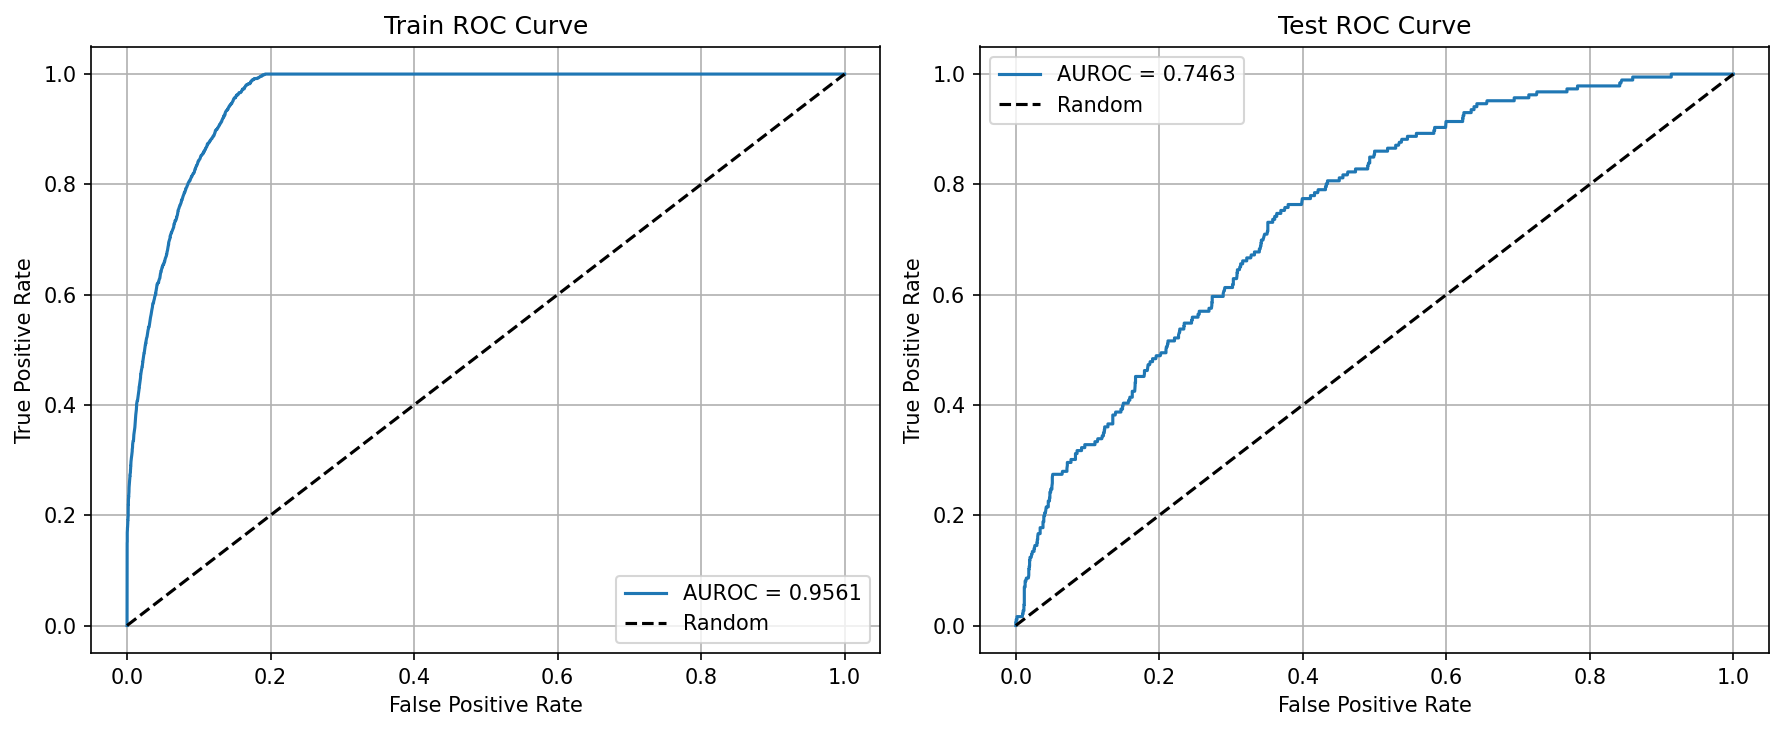 Train ROC Curve
1.0
0.8
0.6
0.4
0.2
0.0
True Positive Rate
AUROC = 0.9561
Random
0.0 0.2 0.4 0.6 0.8 1.0
False Positive Rate
Test ROC Curve
1.0
0.8
0.6
0.4
0.2
0.0
True Positive Rate
AUROC = 0.7463
Random
0.0 0.2 0.4 0.6 0.8 1.0
False Positive Rate